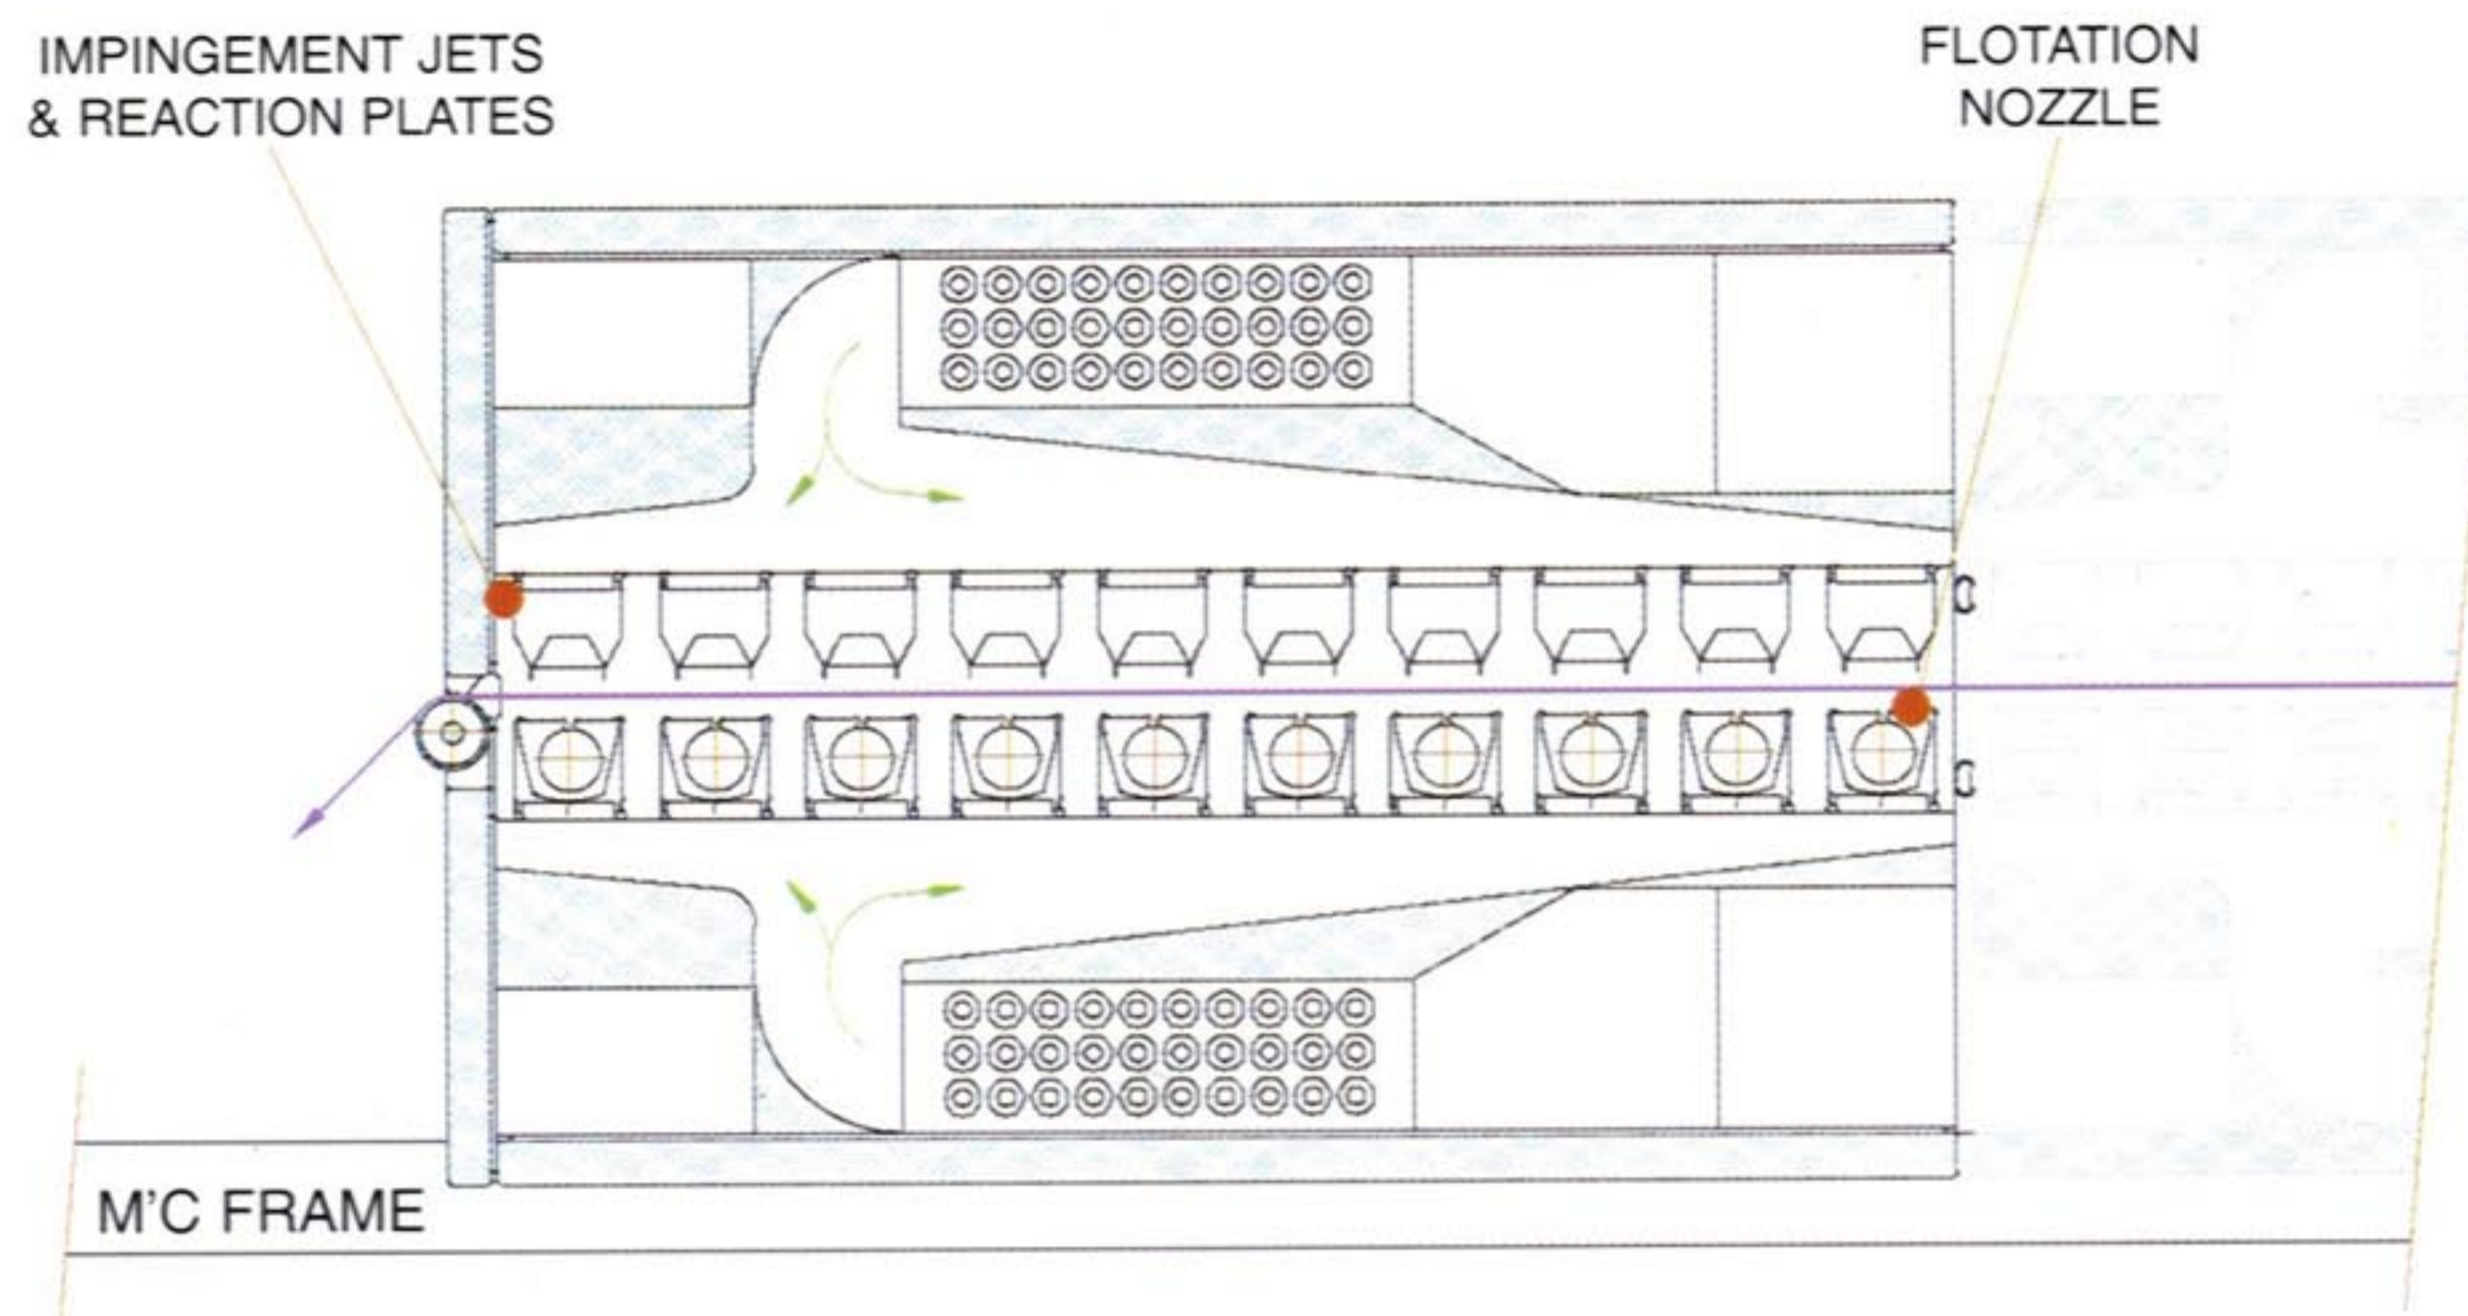 IMPINGEMENT JETS
& REACTION PLATES
FLOTATION
NOZZLE
M'C FRAME